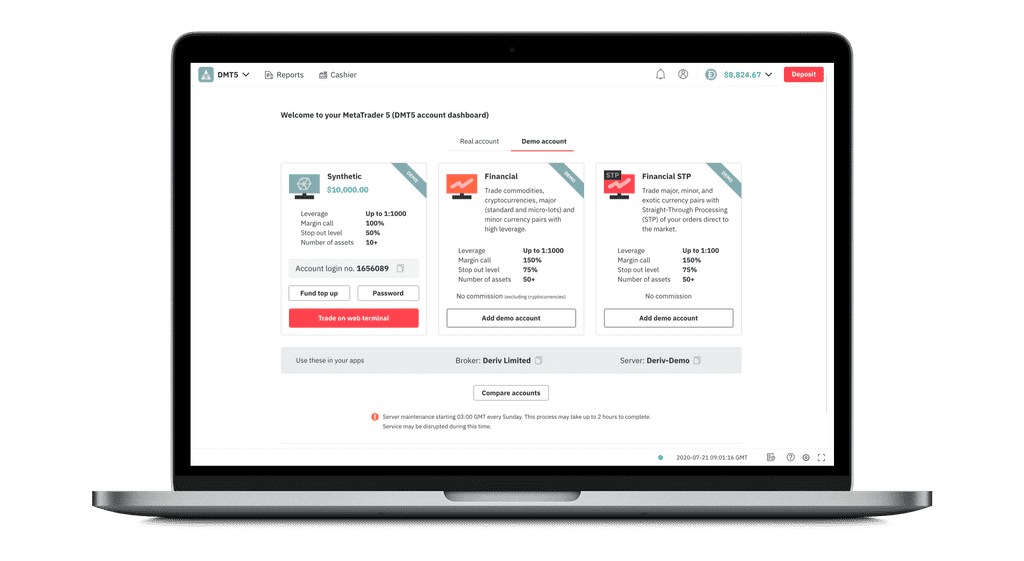 DMT5 Reports Cashier $8,824.67 Deposit
Welcome to your MetaTrader 5 (DMT5 account dashboard)
Real account Demo account
DEMO
Synthetic
$10,000.00
Leverage Up to 1:1000
Margin call 100%
Stop out level 50%
Number of assets 10+
Account login no. 1656089
Fund top up Password
Trade on web terminal
DEMO
Financial
Trade commodities,
cryptocurrencies, major
(standard and micro-lots) and
minor currency pairs with
high leverage.
Leverage Up to 1:1000
Margin call 150%
Stop out level 75%
Number of assets 50+
No commission (excluding cryptocurrencies)
Add demo account
DEMO
STP
Financial STP
Trade major, minor, and
exotic currency pairs with
Straight-Through Processing
(STP) of your orders direct to
the market.
Leverage Up to 1:100
Margin call 150%
Stop out level 75%
Number of assets 50+
No commission
Add demo account
Use these in your apps Broker: Deriv Limited Server: Deriv-Demo
Compare accounts
Server maintenance starting 03:00 GMT every Sunday. This process may take up to 2 hours to complete.
Service may be disrupted during this time.
2020-07-21 09:01:16 GMT